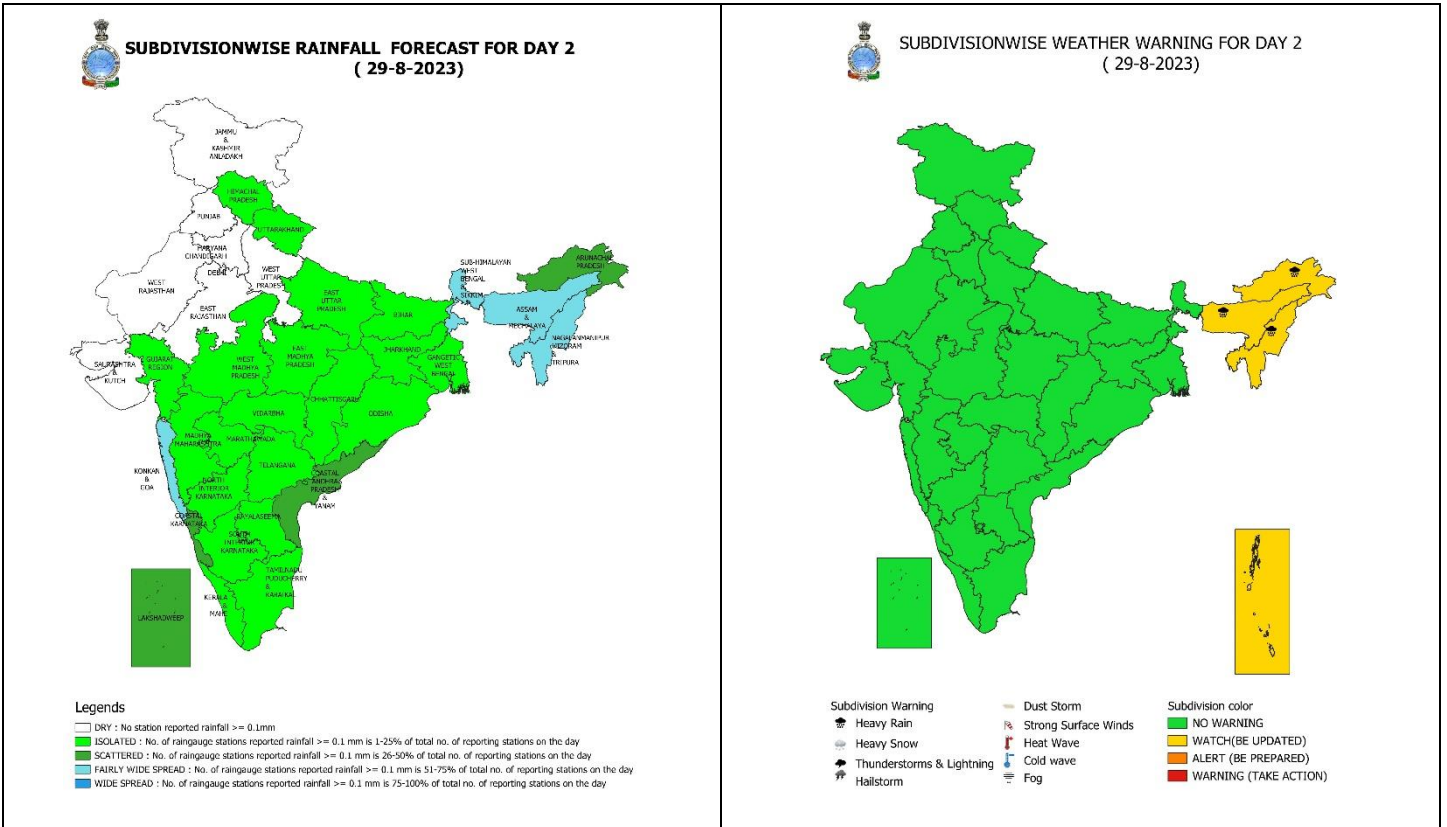 SUBDIVISIONWISE RAINFALL FORECAST FOR DAY 2
( 29-8-2023)
JAMMU
&
KASHMIR
ANLADAKH
HIMACHAL
PRADESH
PUNJAB
UTTARAKHAND
HARYANA
CHANDIGARH
&
DELHI
WEST
UTTAR
PRADESH
WEST
RAJASTHAN
EAST
RAJASTHAN
EAST
UTTAR
PRADESH
SUB-HIMALAYAN
WEST
BENGAL
&
SIKKIM
ARUNACHAL
PRADESH
BIHAR
ASSAM
&
MEGHALAYA
NAGALANMANIPUR
MIZORAM
&
TRIPURA
SAURASHTRA
&
KUTCH
GUJARAT
REGION
WEST
MADHYA
PRADESH
EAST
MADHYA
PRADESH
JHARKHAND
GANGETIC
WEST
BENGAL
CHHATTISGARH
ODISHA
VIDARBHA
MADHYA
MAHARASHTRA
MARATHAWADA
KONKAN
&
GOA
TELANGANA
NORTH
INTERIOR
KARNATAKA
COASTAL
ANDHRA
PRADESH
&
YANAM
COASTAL
KARNATAKA
RAYALASEEMA
SOUTH
INTERIOR
KARNATAKA
TAMILNADU
PUDUCHERRY
&
KARAIKAL
KERALA
&
MAHE
LAKSHADWEEP
Legends
DRY : No station reported rainfall >= 0.1mm
ISOLATED : No. of raingauge stations reported rainfall >= 0.1 mm is 1-25% of total no. of reporting stations on the day
SCATTERED : No. of raingauge stations reported rainfall >= 0.1 mm is 26-50% of total no. of reporting stations on the day
FAIRLY WIDE SPREAD : No. of raingauge stations reported rainfall >= 0.1 mm is 51-75% of total no. of reporting stations on the day
WIDE SPREAD : No. of raingauge stations reported rainfall >= 0.1 mm is 75-100% of total no. of reporting stations on the day
SUBDIVISIONWISE WEATHER WARNING FOR DAY 2
( 29-8-2023)
Subdivision Warning
Heavy Rain
Heavy Snow
Thunderstorms & Lightning
Hailstorm
Dust Storm
Strong Surface Winds
Heat Wave
Cold wave
Fog
Subdivision color
NO WARNING
WATCH(BE UPDATED)
ALERT (BE PREPARED)
WARNING (TAKE ACTION)